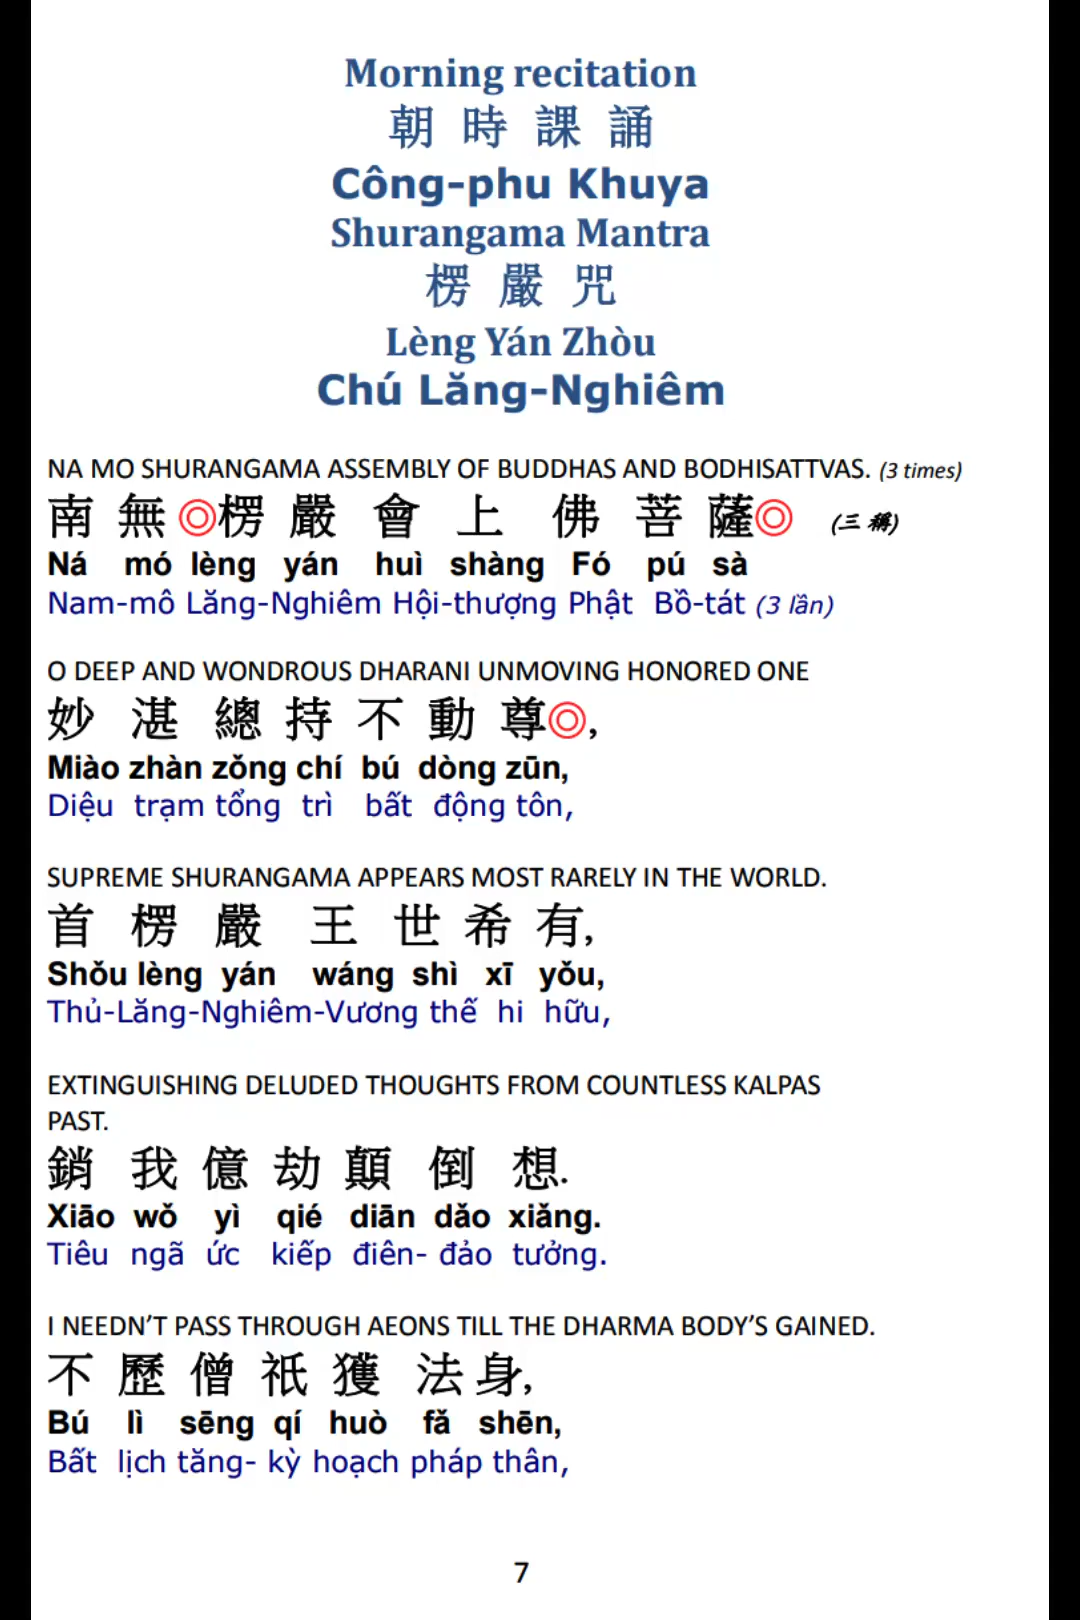 Morning recitation
朝時課誦
Công-phu Khuya
Shurangama Mantra
楞嚴咒
Lèng Yán Zhòu
Chú Lăng-Nghiêm
NA MO SHURANGAMA ASSEMBLY OF BUDDHAS AND BODHISATTVAS. (3 times)
南無◎楞嚴會上佛菩薩◎ (三稱)
Ná mó lèng yán huì shàng Fó pú sà
Nam-mô Lăng-Nghiêm Hội-thượng Phật Bồ-tát (3 lần)
O DEEP AND WONDROUS DHARANI UNMOVING HONORED ONE
妙湛總持不動尊◎,
Miào zhàn zǒng chí bú dòng zūn,
Diệu trạm tổng trì bất động tôn,
SUPREME SHURANGAMA APPEARS MOST RARELY IN THE WORLD.
首楞嚴王世希有,
Shǒu lèng yán wáng shì xī yǒu,
Thủ-Lăng-Nghiêm-Vương thế hi hữu,
EXTINGUISHING DELUDED THOUGHTS FROM COUNTLESS KALPAS
PAST.
銷我億劫顛倒想.
Xiāo wǒ yì qié diān dǎo xiǎng.
Tiêu ngã ức kiếp điên- đảo tưởng.
I NEEDN'T PASS THROUGH AEONS TILL THE DHARMA BODY'S GAINED.
不歷僧祇獲法身,
Bú lì sēng qí huò fǎ shēn,
Bất lịch tăng- kỳ hoạch pháp thân,
7